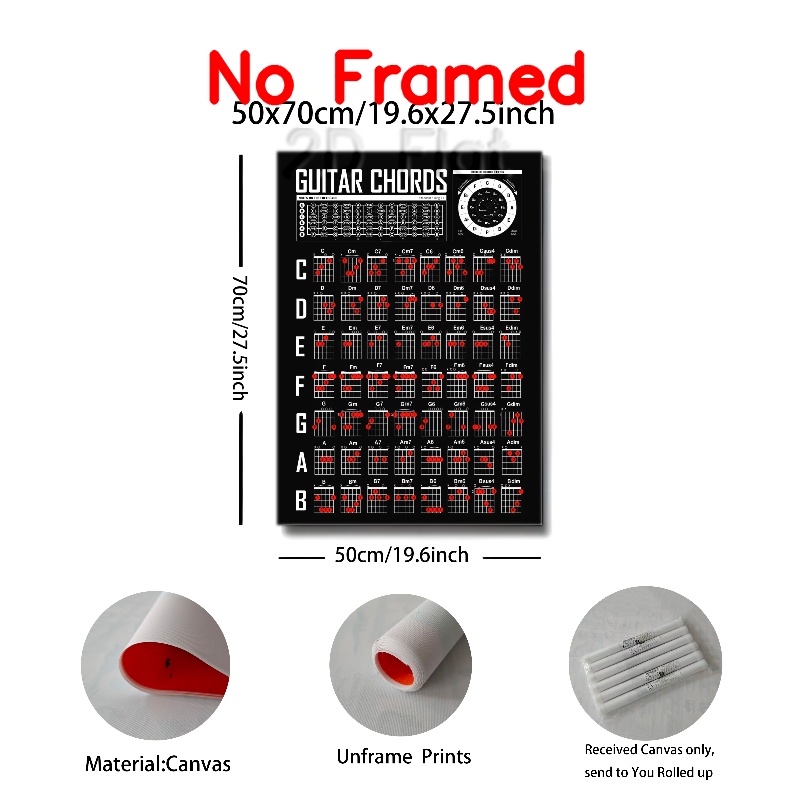 No Framed
50x70cm/19.6x27.5inch
2D Flat
GUITAR CHORDS
70cm/27.5inch
C Cm C7 Cm7 C6 Cm6 Csus4 Cdim
C
D Dm D7 Dm7 D6 Dm6 Dsus4 Ddim
D
E Em E7 Em7 E6 Em6 Esus4 Edim
E
F Fm F7 Fm7 F6 Fm6 Fsus4 Fdim
F
G Gm G7 Gm7 G6 Gm6 Gsus4 Gdim
G
A Am A7 Am7 A6 Am6 Asus4 Adim
A
B Bm B7 Bm7 B6 Bm6 Bsus4 Bdim
B
50cm/19.6inch
Material:Canvas
Unframe Prints
Received Canvas only,
send to You Rolled up